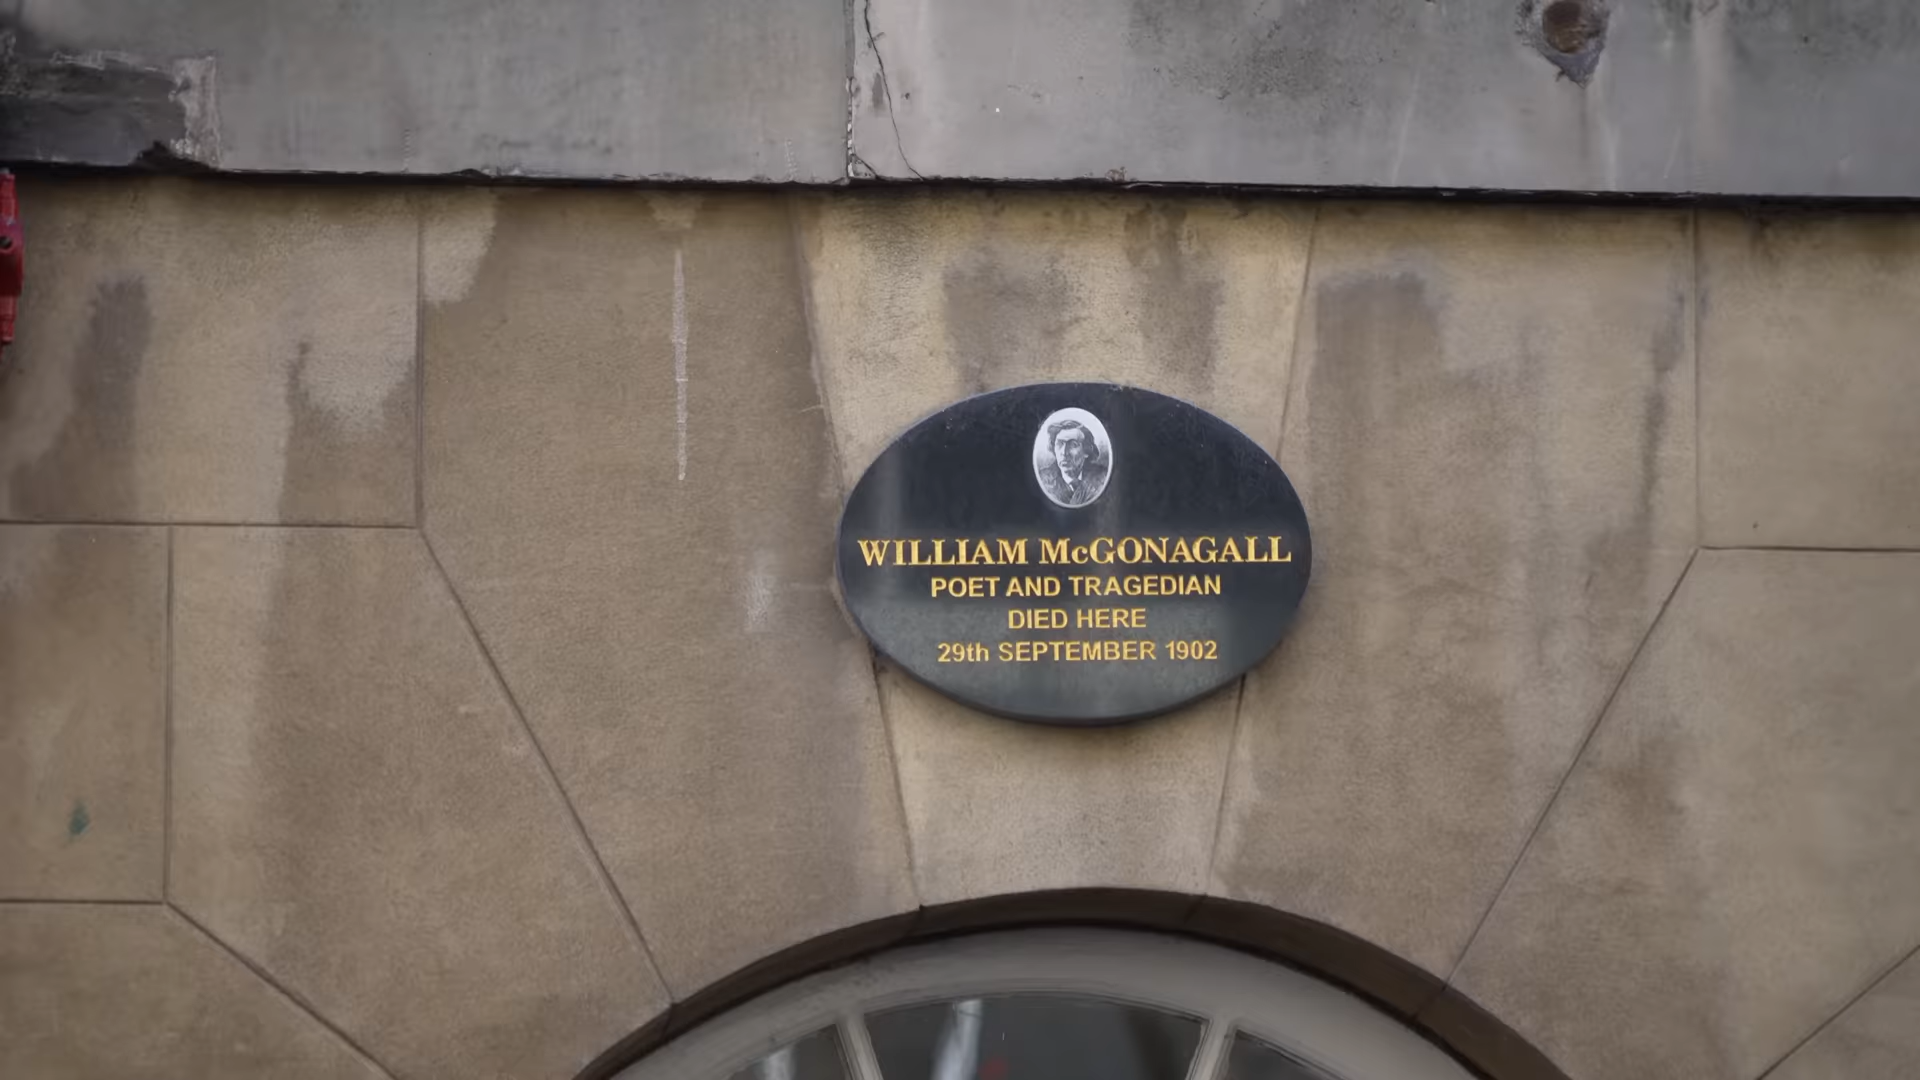 WILLIAM McGONAGALL
POET AND TRAGEDIAN
DIED HERE
29th SEPTEMBER 1902